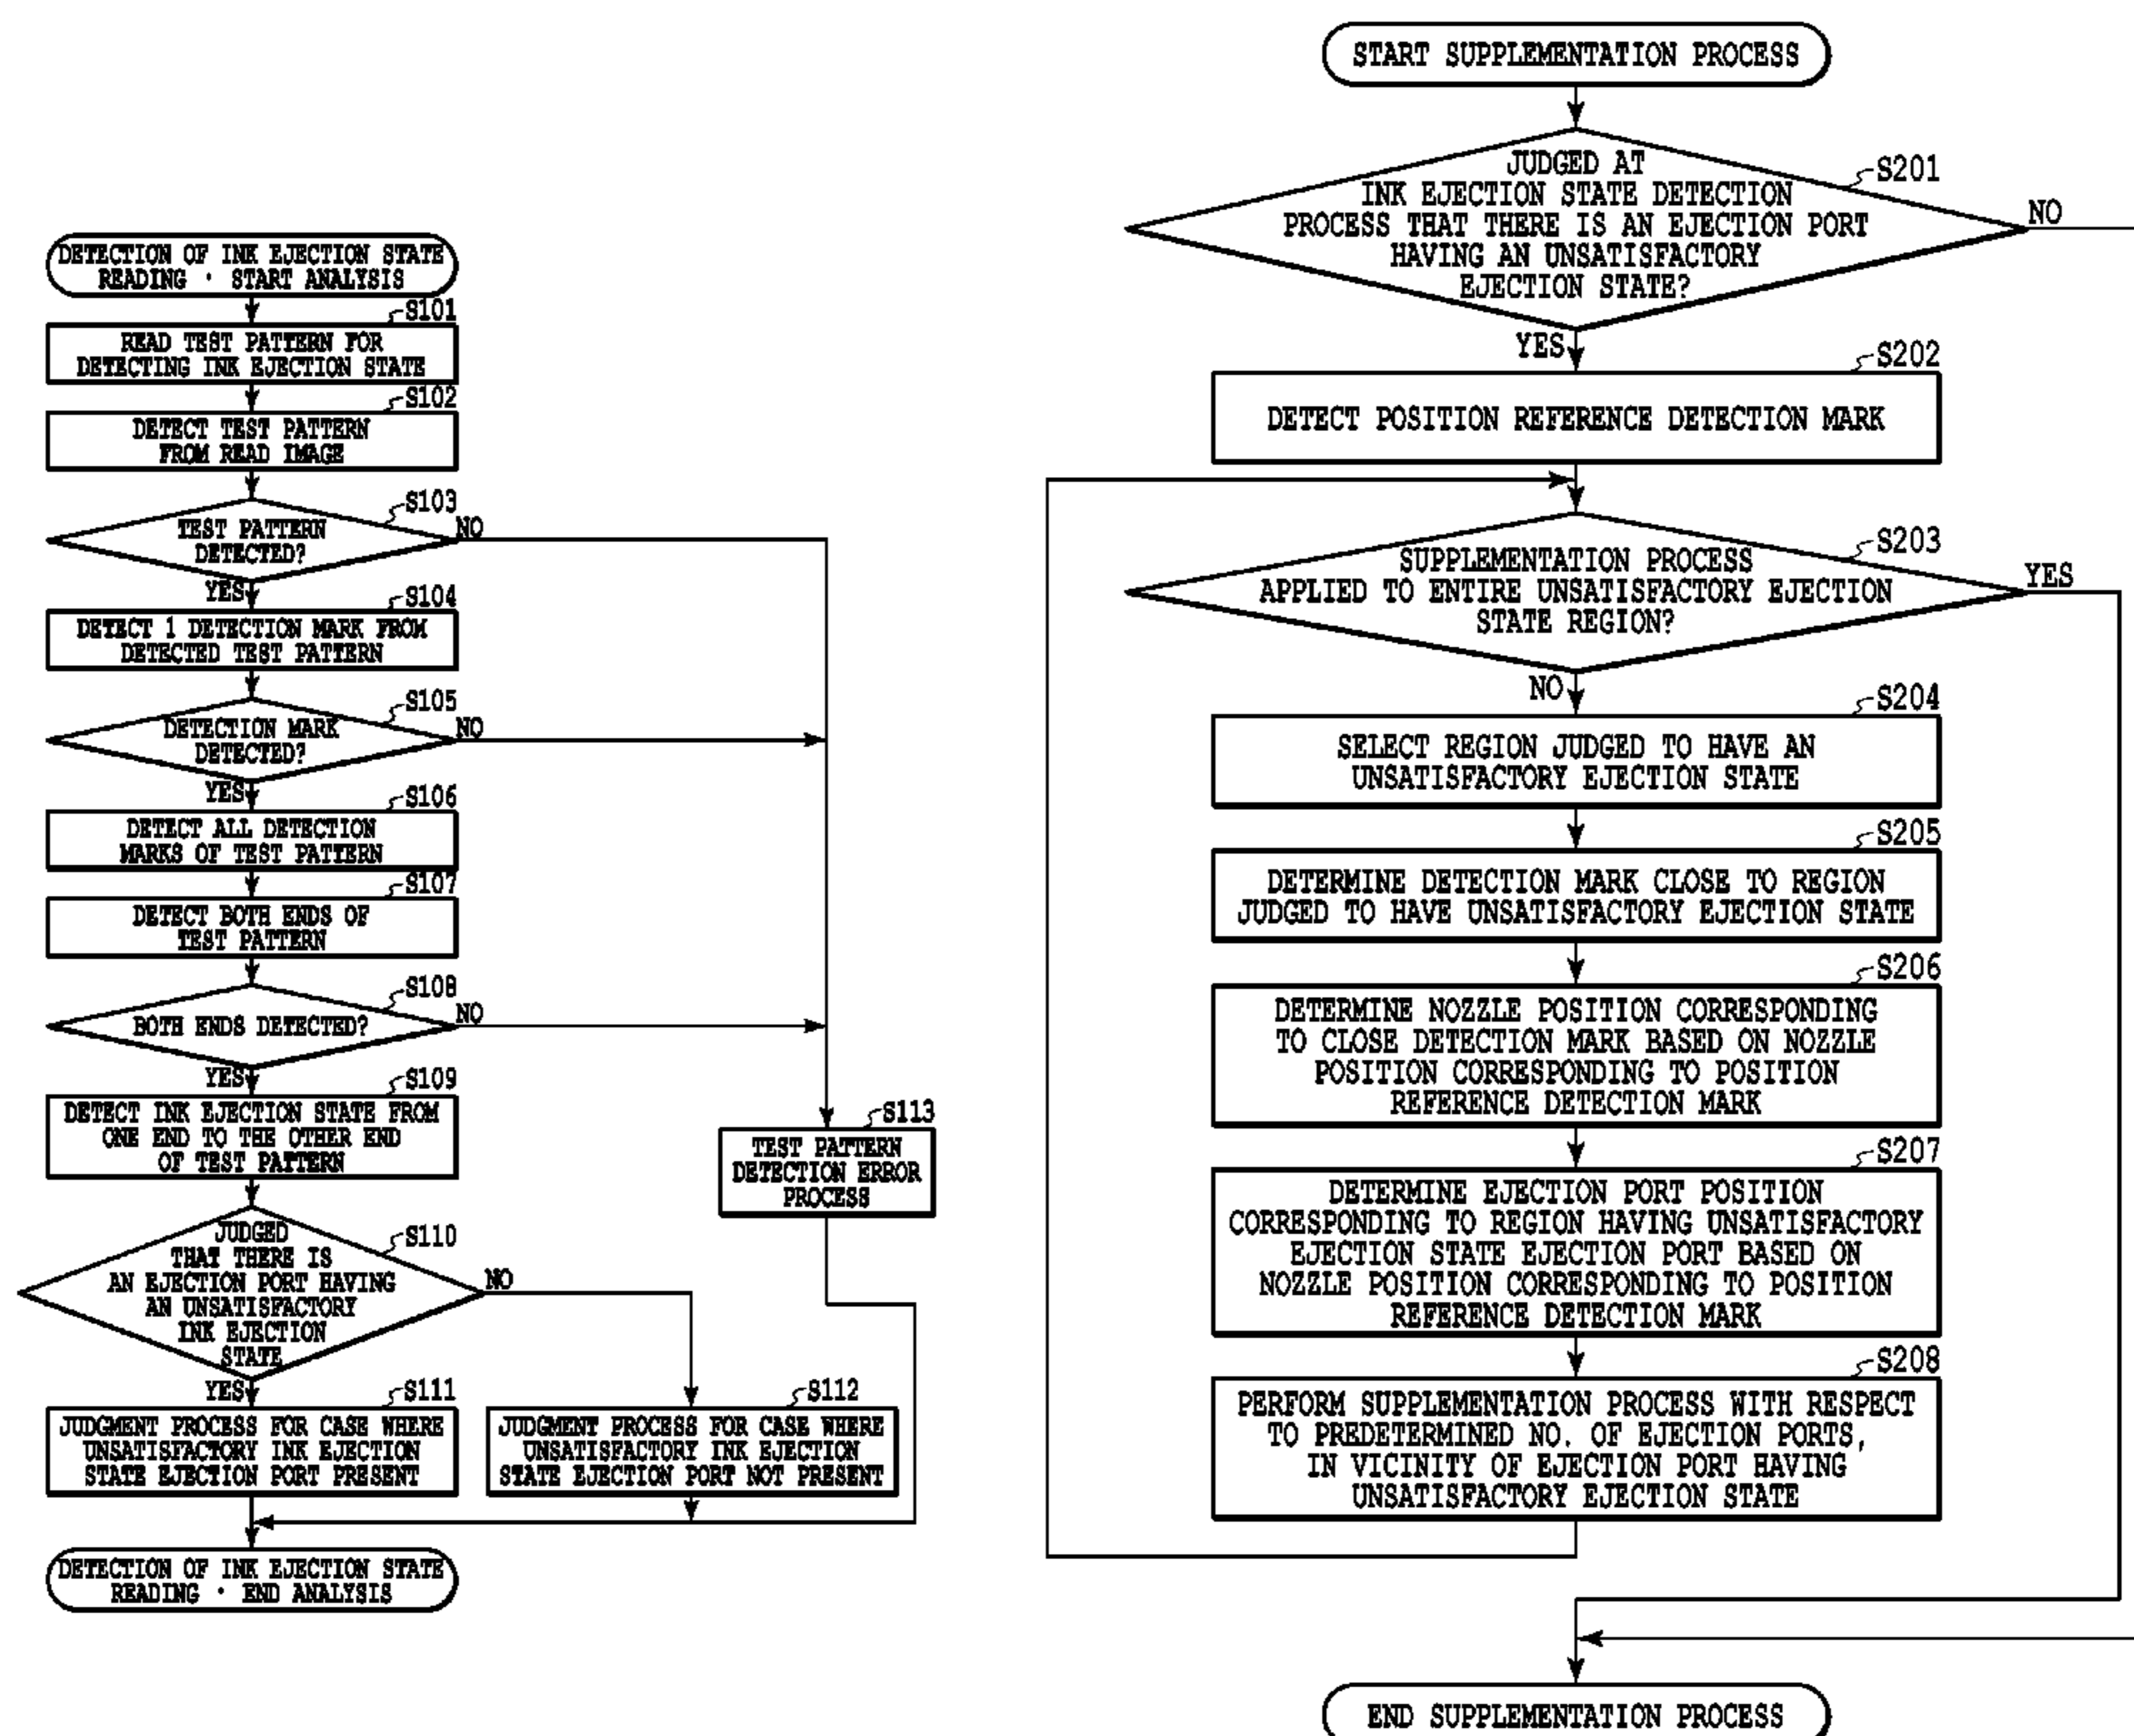 DETECTION OF INK EJECTION STATE
READING · START ANALYSIS
S101
READ TEST PATTERN FOR
DETECTING INK EJECTION STATE
S102
DETECT TEST PATTERN
FROM READ IMAGE
S103
TEST PATTERN
DETECTED?
NO
YES
S104
DETECT 1 DETECTION MARK FROM
DETECTED TEST PATTERN
S105
DETECTION MARK
DETECTED?
NO
YES
S106
DETECT ALL DETECTION
MARKS OF TEST PATTERN
S107
DETECT BOTH ENDS OF
TEST PATTERN
S108
BOTH ENDS DETECTED?
NO
YES
S109
DETECT INK EJECTION STATE FROM
ONE END TO THE OTHER END
OF TEST PATTERN
S113
TEST PATTERN
DETECTION ERROR
PROCESS
S110
JUDGED
THAT THERE IS
AN EJECTION PORT HAVING
AN UNSATISFACTORY
INK EJECTION
STATE
NO
YES
S111
JUDGMENT PROCESS FOR CASE WHERE
UNSATISFACTORY INK EJECTION
STATE EJECTION PORT PRESENT
S112
JUDGMENT PROCESS FOR CASE WHERE
UNSATISFACTORY INK EJECTION
STATE EJECTION PORT NOT PRESENT
DETECTION OF INK EJECTION STATE
READING · END ANALYSIS
START SUPPLEMENTATION PROCESS
S201
JUDGED AT
INK EJECTION STATE DETECTION
PROCESS THAT THERE IS AN EJECTION PORT
HAVING AN UNSATISFACTORY
EJECTION STATE?
NO
YES
S202
DETECT POSITION REFERENCE DETECTION MARK
S203
SUPPLEMENTATION PROCESS
APPLIED TO ENTIRE UNSATISFACTORY EJECTION
STATE REGION?
YES
NO
S204
SELECT REGION JUDGED TO HAVE AN
UNSATISFACTORY EJECTION STATE
S205
DETERMINE DETECTION MARK CLOSE TO REGION
JUDGED TO HAVE UNSATISFACTORY EJECTION STATE
S206
DETERMINE NOZZLE POSITION CORRESPONDING
TO CLOSE DETECTION MARK BASED ON NOZZLE
POSITION CORRESPONDING TO POSITION
REFERENCE DETECTION MARK
S207
DETERMINE EJECTION PORT POSITION
CORRESPONDING TO REGION HAVING UNSATISFACTORY
EJECTION STATE EJECTION PORT BASED ON
NOZZLE POSITION CORRESPONDING TO POSITION
REFERENCE DETECTION MARK
S208
PERFORM SUPPLEMENTATION PROCESS WITH RESPECT
TO PREDETERMINED NO. OF EJECTION PORTS,
IN VICINITY OF EJECTION PORT HAVING
UNSATISFACTORY EJECTION STATE
END SUPPLEMENTATION PROCESS